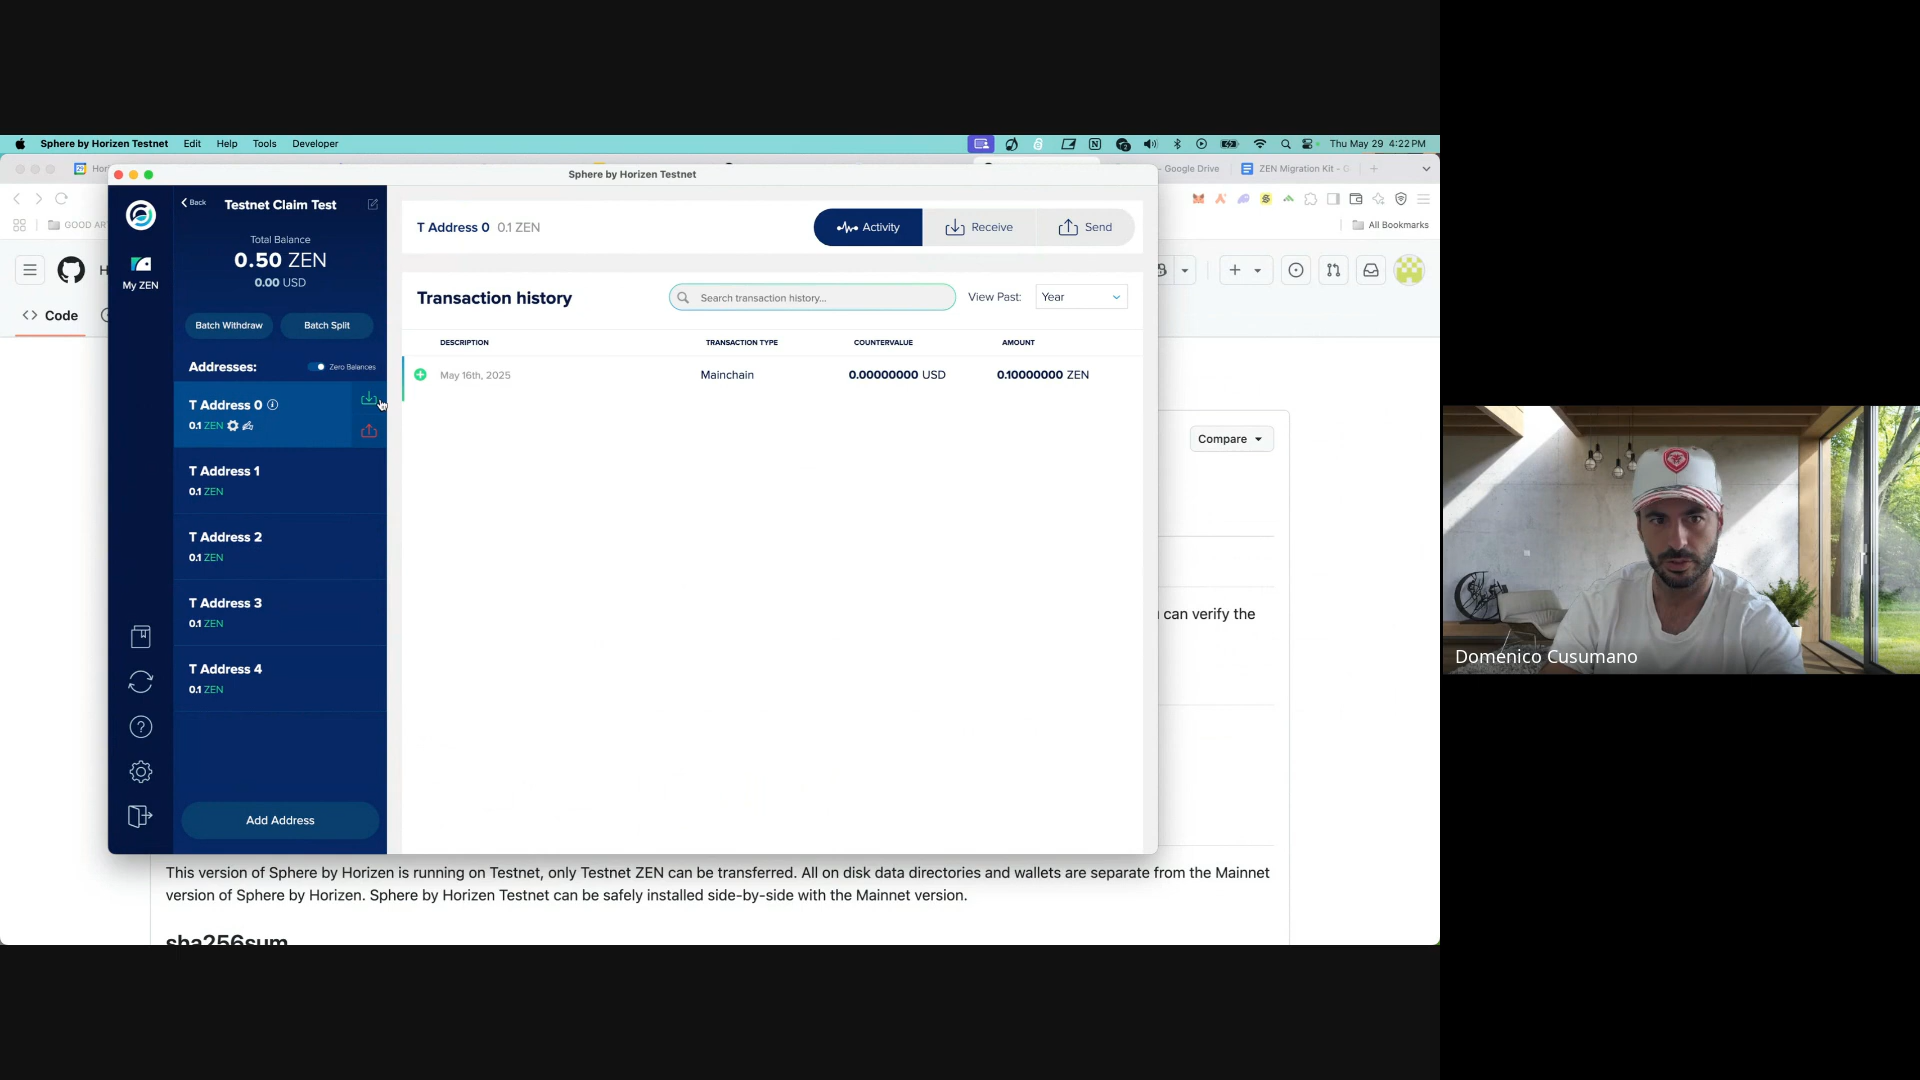 Sphere by Horizen Testnet Edit Help Tools Developer
Thu May 29 4:22 PM
Google Drive
ZEN Migration Kit - G
Sphere by Horizen Testnet
GOOD AR
All Bookmarks
Back
Testnet Claim Test
Total Balance
0.50 ZEN
0.00 USD
My ZEN
Batch Withdraw
Batch Split
Addresses:
Zero Balances
T Address 0
0.1 ZEN
T Address 1
0.1 ZEN
T Address 2
0.1 ZEN
T Address 3
0.1 ZEN
T Address 4
0.1 ZEN
Add Address
T Address 0 0.1 ZEN
Activity
Receive
Send
Transaction history
Search transaction history...
View Past:
Year
DESCRIPTION TRANSACTION TYPE COUNTERVALUE AMOUNT
May 16th, 2025 Mainchain 0.00000000 USD 0.10000000 ZEN
Code
Compare
can verify the
This version of Sphere by Horizen is running on Testnet, only Testnet ZEN can be transferred. All on disk data directories and wallets are separate from the Mainnet
version of Sphere by Horizen. Sphere by Horizen Testnet can be safely installed side-by-side with the Mainnet version.
sha256sum
Domenico Cusumano